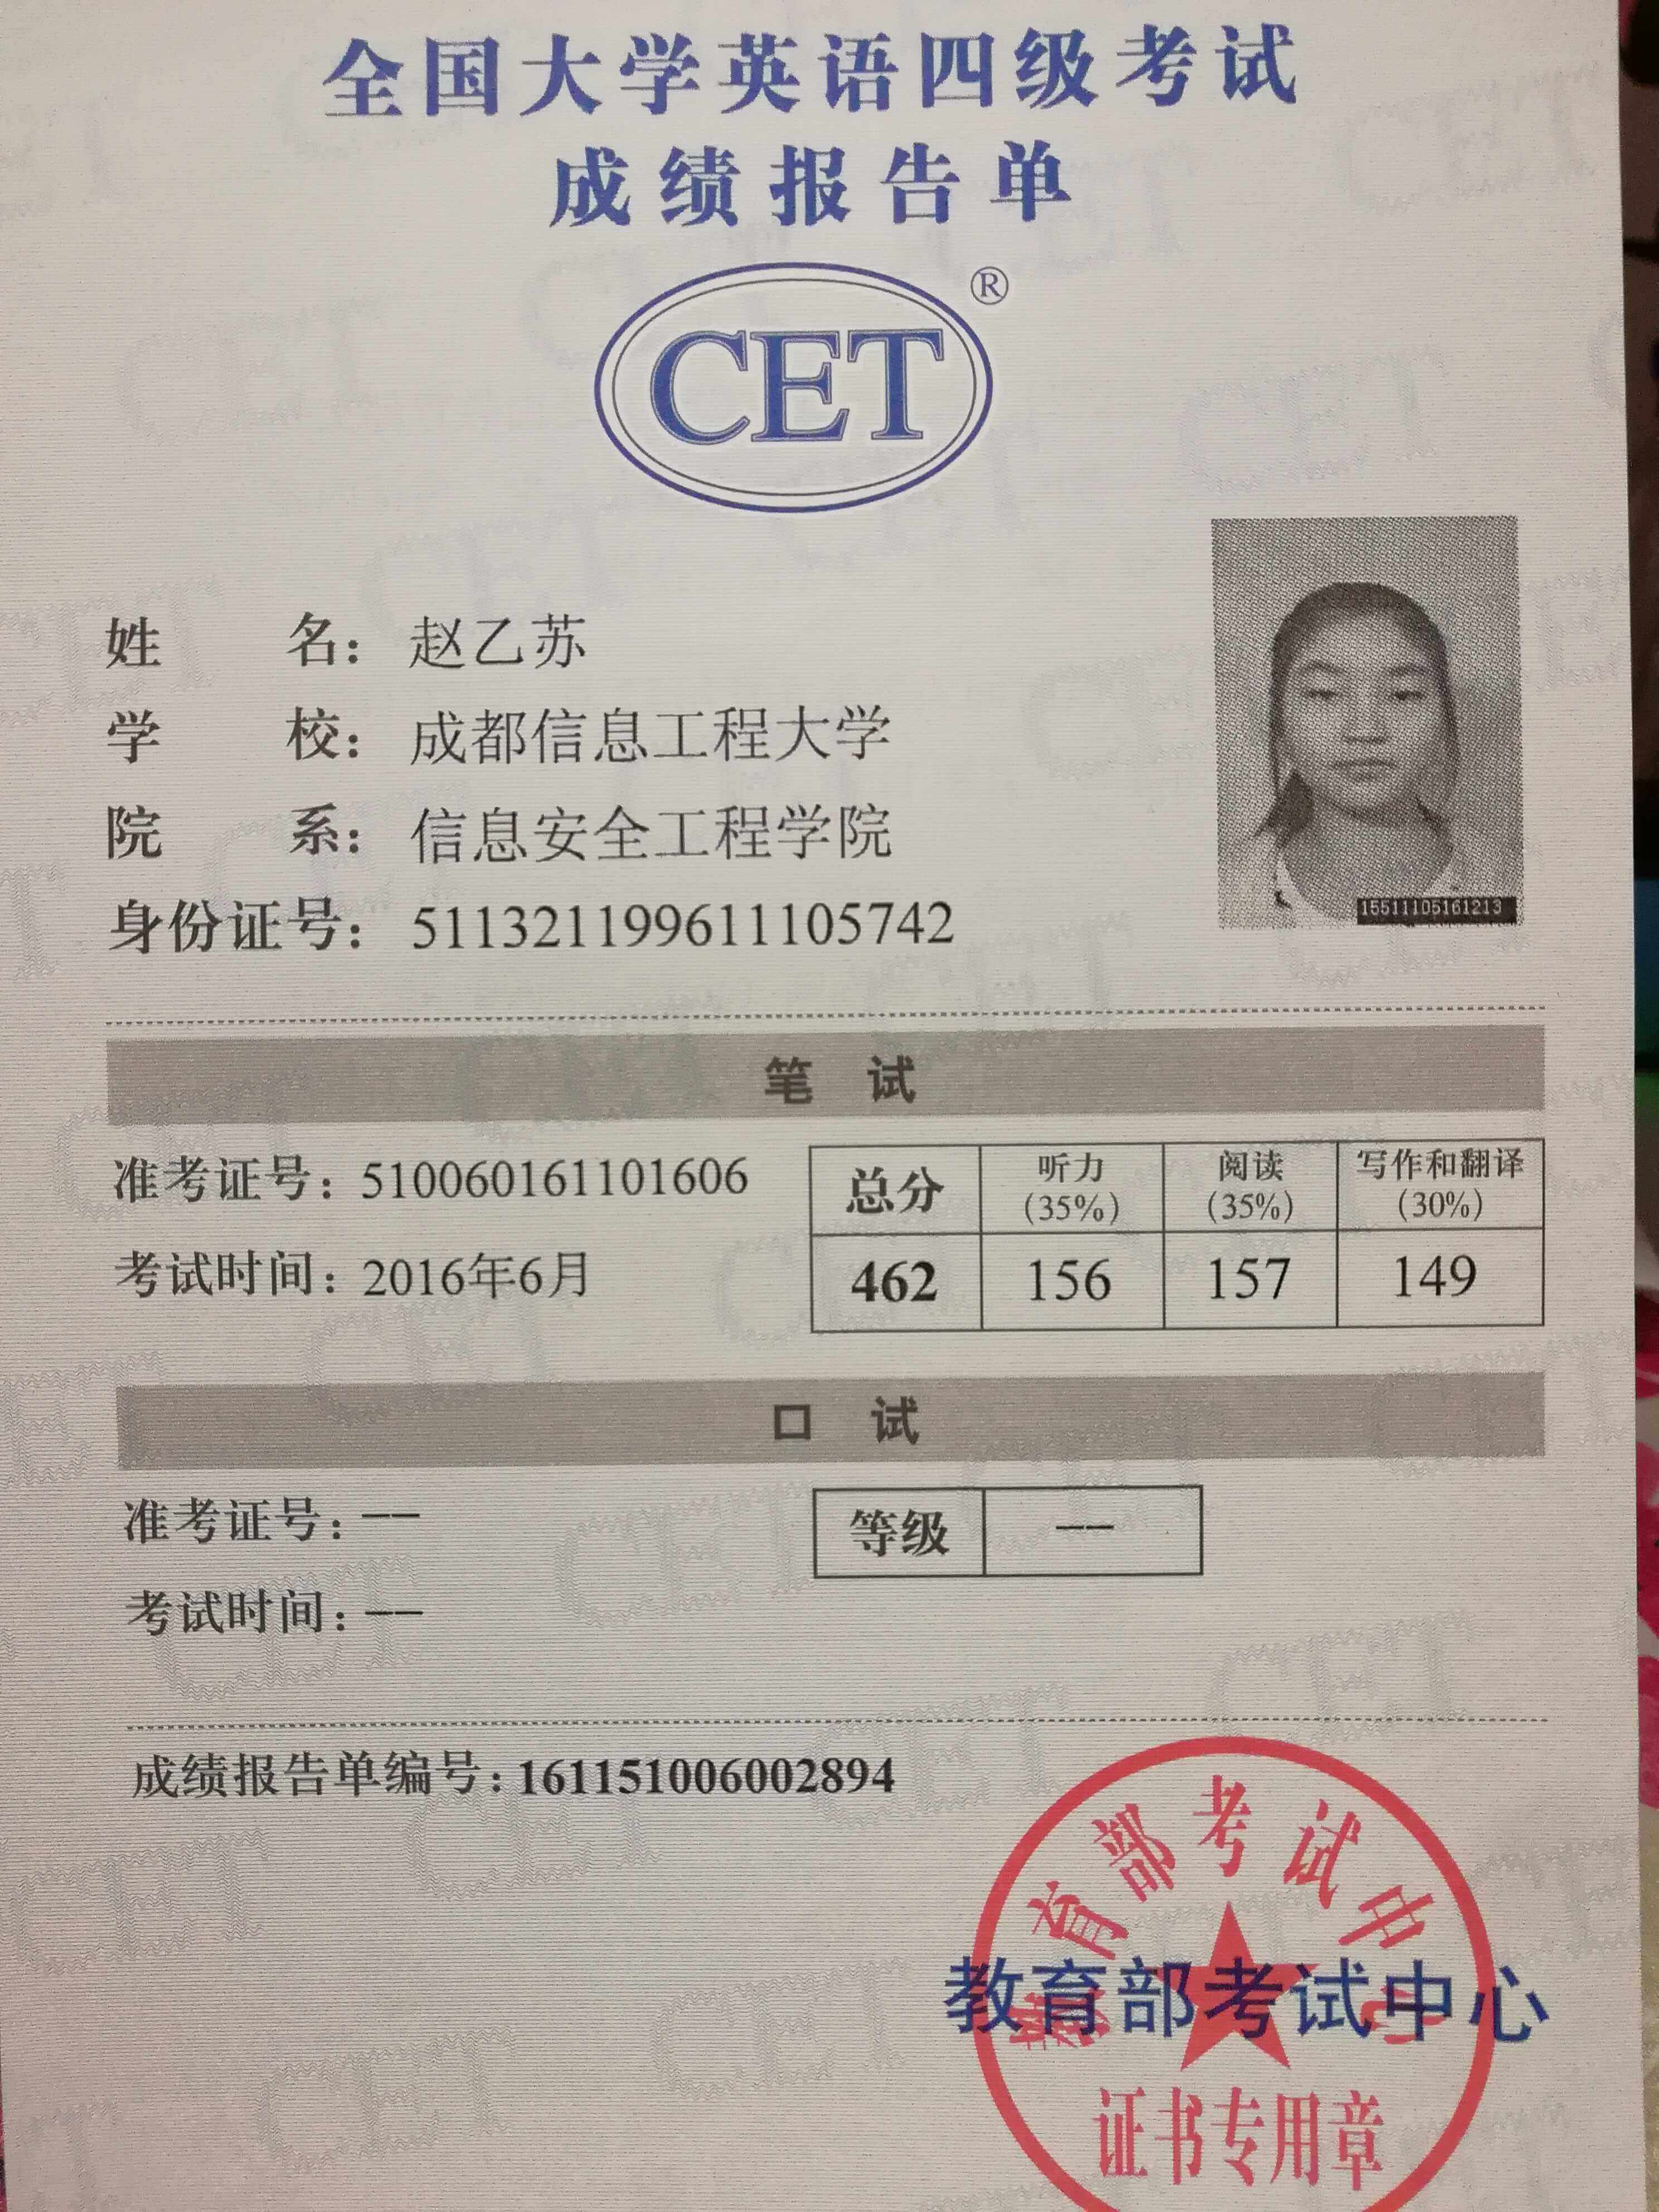 全国大学英语四级考试
成绩报告单
CET®
姓 名：赵乙苏
学 校：成都信息工程大学
院 系：信息安全工程学院
身份证号：511321199611105742
15511105161213
笔 试
准考证号：510060161101606
考试时间：2016年6月
总分 听力(35%) 阅读(35%) 写作和翻译(30%)
462 156 157 149
口 试
准考证号：——
考试时间：——
等级 ——
成绩报告单编号：161151006002894
教育部考试中心
教育部考试中心
证书专用章